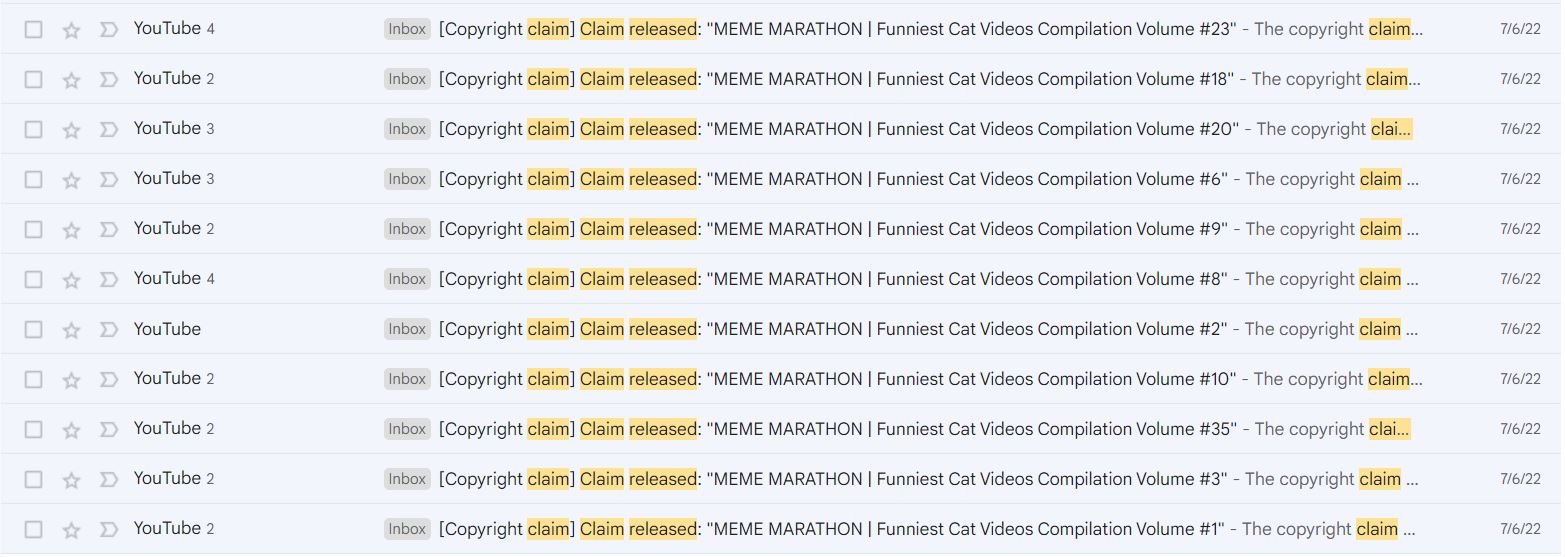 YouTube 4 Inbox [Copyright claim] Claim released: "MEME MARATHON | Funniest Cat Videos Compilation Volume #23" - The copyright claim... 7/6/22
YouTube 2 Inbox [Copyright claim] Claim released: "MEME MARATHON | Funniest Cat Videos Compilation Volume #18" - The copyright claim... 7/6/22
YouTube 3 Inbox [Copyright claim] Claim released: "MEME MARATHON | Funniest Cat Videos Compilation Volume #20" - The copyright clai... 7/6/22
YouTube 3 Inbox [Copyright claim] Claim released: "MEME MARATHON | Funniest Cat Videos Compilation Volume #6" - The copyright claim ... 7/6/22
YouTube 2 Inbox [Copyright claim] Claim released: "MEME MARATHON | Funniest Cat Videos Compilation Volume #9" - The copyright claim ... 7/6/22
YouTube 4 Inbox [Copyright claim] Claim released: "MEME MARATHON | Funniest Cat Videos Compilation Volume #8" - The copyright claim ... 7/6/22
YouTube Inbox [Copyright claim] Claim released: "MEME MARATHON | Funniest Cat Videos Compilation Volume #2" - The copyright claim ... 7/6/22
YouTube 2 Inbox [Copyright claim] Claim released: "MEME MARATHON | Funniest Cat Videos Compilation Volume #10" - The copyright claim... 7/6/22
YouTube 2 Inbox [Copyright claim] Claim released: "MEME MARATHON | Funniest Cat Videos Compilation Volume #35" - The copyright clai... 7/6/22
YouTube 2 Inbox [Copyright claim] Claim released: "MEME MARATHON | Funniest Cat Videos Compilation Volume #3" - The copyright claim ... 7/6/22
YouTube 2 Inbox [Copyright claim] Claim released: "MEME MARATHON | Funniest Cat Videos Compilation Volume #1" - The copyright claim ... 7/6/22